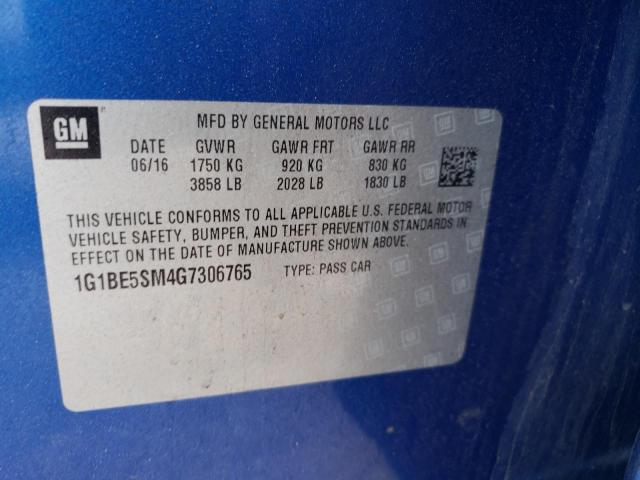 GM
MFD BY GENERAL MOTORS LLC
DATE GVWR GAWR FRT GAWR RR
06/16 1750 KG 920 KG 830 KG
3858 LB 2028 LB 1830 LB
THIS VEHICLE CONFORMS TO ALL APPLICABLE U.S. FEDERAL MOTOR
VEHICLE SAFETY, BUMPER, AND THEFT PREVENTION STANDARDS IN
EFFECT ON THE DATE OF MANUFACTURE SHOWN ABOVE.
1G1BE5SM4G7306765 TYPE: PASS CAR